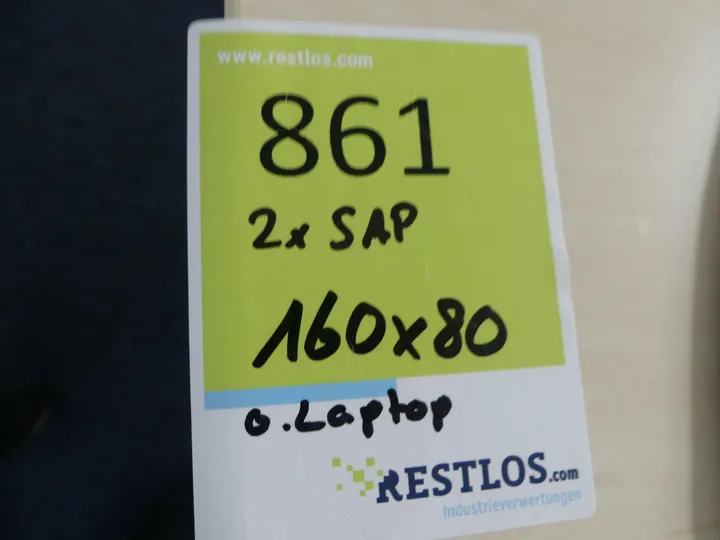 www.restlos.com
861
2x SAP
160x80
o.Laptop
RESTLOS.com
Industrieverwertungen